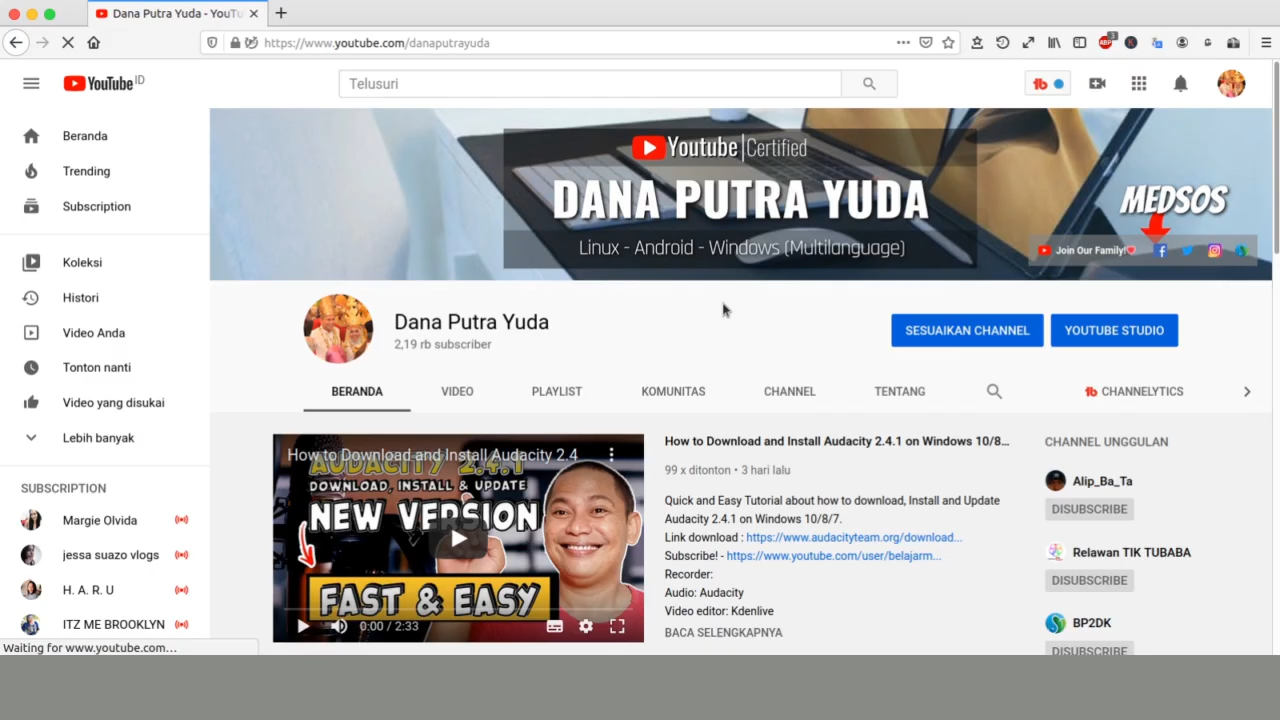 Dana Putra Yuda - YouTu
https://www.youtube.com/danaputrayuda
YouTube ID
Telusuri
Beranda
Trending
Subscription
Koleksi
Histori
Video Anda
Tonton nanti
Video yang disukai
Lebih banyak
SUBSCRIPTION
Margie Olvida
jessa suazo vlogs
H. A. R. U
ITZ ME BROOKLYN
Youtube|Certified
DANA PUTRA YUDA
Linux - Android - Windows (Multilanguage)
MEDSOS
Join Our Family!
Dana Putra Yuda
2,19 rb subscriber
SESUAIKAN CHANNEL
YOUTUBE STUDIO
BERANDA VIDEO PLAYLIST KOMUNITAS CHANNEL TENTANG CHANNELYTICS
How to Download and Install Audacity 2.4
AUDACITY 2.4.1
DOWNLOAD, INSTALL & UPDATE
NEW VERSION
FAST & EASY
0:00 / 2:33
How to Download and Install Audacity 2.4.1 on Windows 10/8...
99 x ditonton • 3 hari lalu
Quick and Easy Tutorial about how to download, Install and Update
Audacity 2.4.1 on Windows 10/8/7.
Link download : https://www.audacityteam.org/download...
Subscribe! - https://www.youtube.com/user/belajarm...
Recorder:
Audio: Audacity
Video editor: Kdenlive
BACA SELENGKAPNYA
CHANNEL UNGGULAN
Alip_Ba_Ta
DISUBSCRIBE
Relawan TIK TUBABA
DISUBSCRIBE
BP2DK
DISUBSCRIBE
Waiting for www.youtube.com...